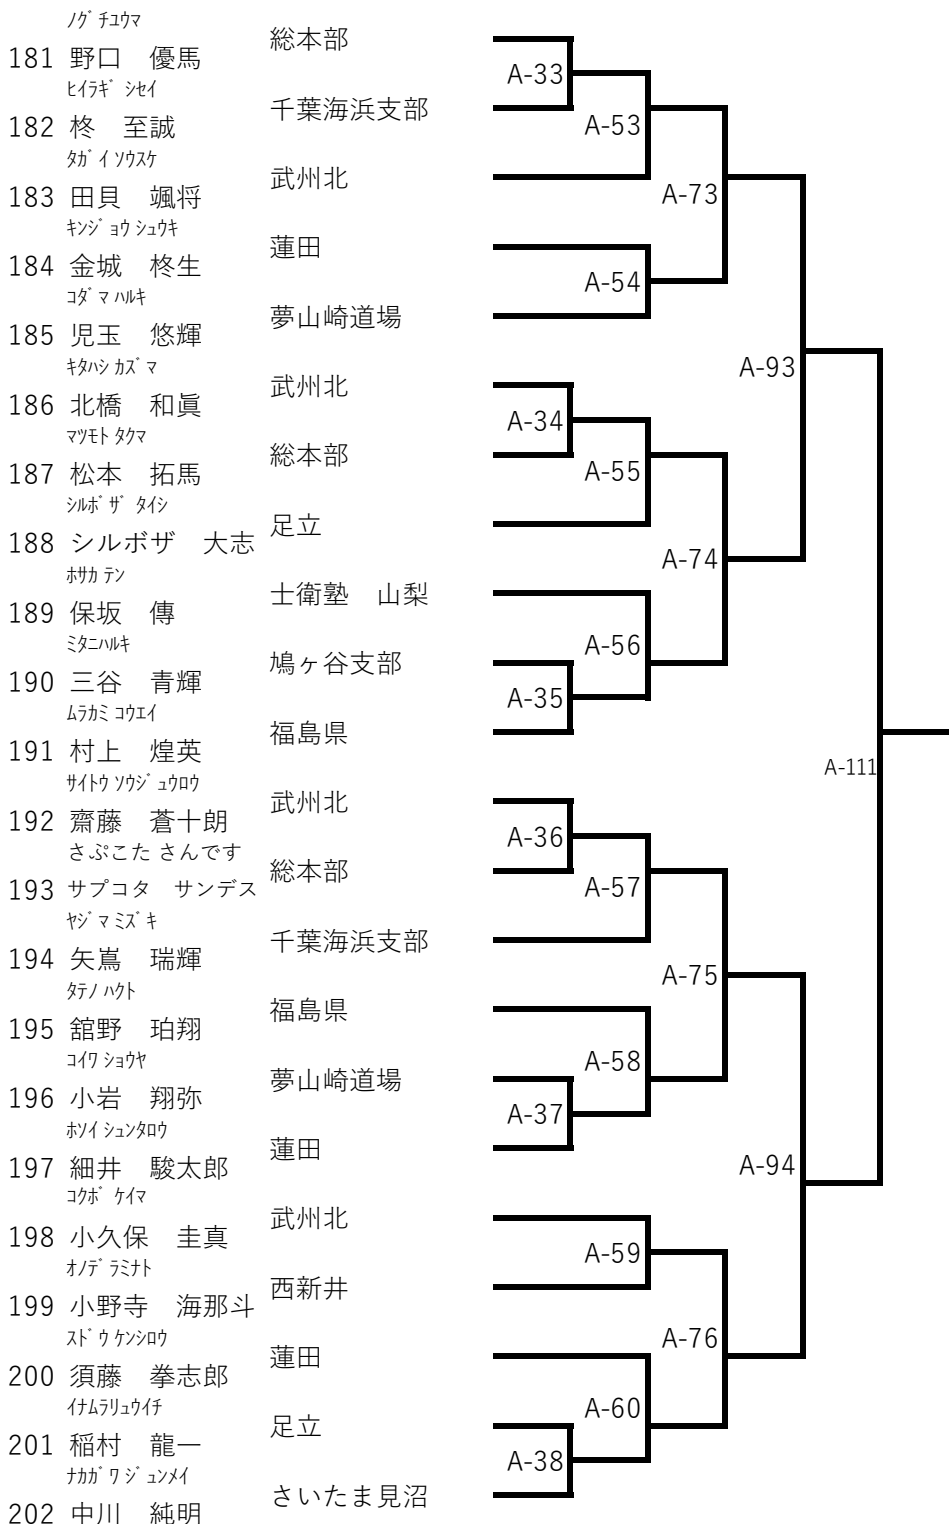 ﾉｸﾞﾁﾕｳﾏ
181 野口　優馬 総本部
ﾋｲﾗｷﾞ ｼｾｲ
182 柊　至誠 千葉海浜支部
ﾀｶﾞｲ ｿｳｽｹ
183 田貝　颯将 武州北
ｷﾝｼﾞｮｳ ｼｭｳｷ
184 金城　柊生 蓮田
ｺﾀﾞﾏ ﾊﾙｷ
185 児玉　悠輝 夢山崎道場
ｷﾀﾊｼ ｶｽﾞﾏ
186 北橋　和眞 武州北
ﾏﾂﾓﾄ ﾀｸﾏ
187 松本　拓馬 総本部
ｼﾙﾎﾞｻﾞ ﾀｲｼ
188 シルボザ　大志 足立
ﾎｻｶ ﾃﾝ
189 保坂　傳 士衛塾　山梨
ﾐﾀﾆﾊﾙｷ
190 三谷　青輝 鳩ヶ谷支部
ﾑﾗｶﾐ ｺｳｴｲ
191 村上　煌英 福島県
ｻｲﾄｳ ｿｳｼﾞｭｳﾛｳ
192 齋藤　蒼十朗 武州北
さぷこた さんです
193 サプコタ　サンデス 総本部
ﾔｼﾞﾏ ﾐｽﾞｷ
194 矢嶌　瑞輝 千葉海浜支部
ﾀﾃﾉ ﾊｸﾄ
195 舘野　珀翔 福島県
ｺｲﾜ ｼｮｳﾔ
196 小岩　翔弥 夢山崎道場
ﾎｿｲ ｼｭﾝﾀﾛｳ
197 細井　駿太郎 蓮田
ｺｸﾎﾞ ｹｲﾏ
198 小久保　圭真 武州北
ｵﾉﾃﾞﾗﾐﾅﾄ
199 小野寺　海那斗 西新井
ｽﾄﾞｳ ｹﾝｼﾛｳ
200 須藤　拳志郎 蓮田
ｲﾅﾑﾗﾘｭｳｲﾁ
201 稲村　龍一 足立
ﾅｶｶﾞﾜ ｼﾞｭﾝﾒｲ
202 中川　純明 さいたま見沼
A-33
A-53
A-73
A-54
A-93
A-34
A-55
A-74
A-56
A-35
A-111
A-36
A-57
A-75
A-58
A-37
A-94
A-59
A-76
A-60
A-38